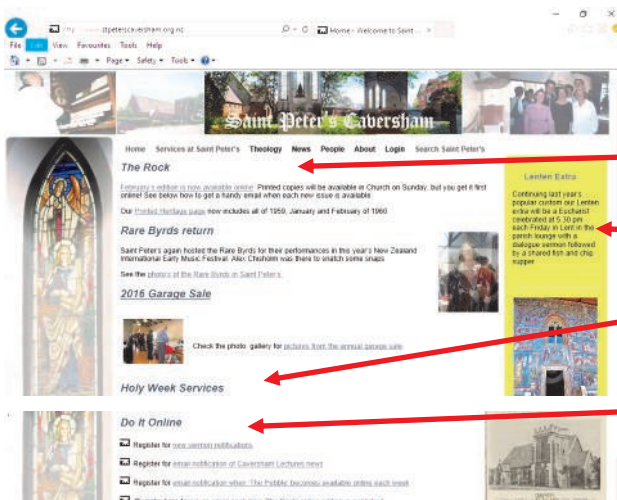 stpeterscaversham.org.nz
Home - Welcome to Saint ...
File Edit View Favourites Tools Help
Page Safety Tools
Saint Peter's Caversham
Home Services at Saint Peter's Theology News People About Login Search Saint Peter's
The Rock
February's edition is now available online. Printed copies will be available in Church on Sunday, but you get it first
online! See below how to get a handy email when each new issue is available
Our Printed Heritage page now includes all of 1959, January and February of 1960
Rare Byrds return
Saint Peter's again hosted the Rare Byrds for their performances in the year's New Zealand
International Early Music Festival. Alex Chisholm was there to snatch some snaps
See the photos of the Rare Byrds in Saint Peter's.
2016 Garage Sale
Check the photo gallery for pictures from the annual garage sale
Holy Week Services
Lenten Extra
Continuing last year's
popular custom our Lenten
extra will be a Eucharist
celebrated at 5.30 pm
each Friday in Lent in the
parish lounge with a
dialogue sermon followed
by a shared fish and chip
supper
Do It Online
Register for new sermon notifications
Register for email notification of Caversham Lectures news
Register for email notification when The Pebble becomes available online each week